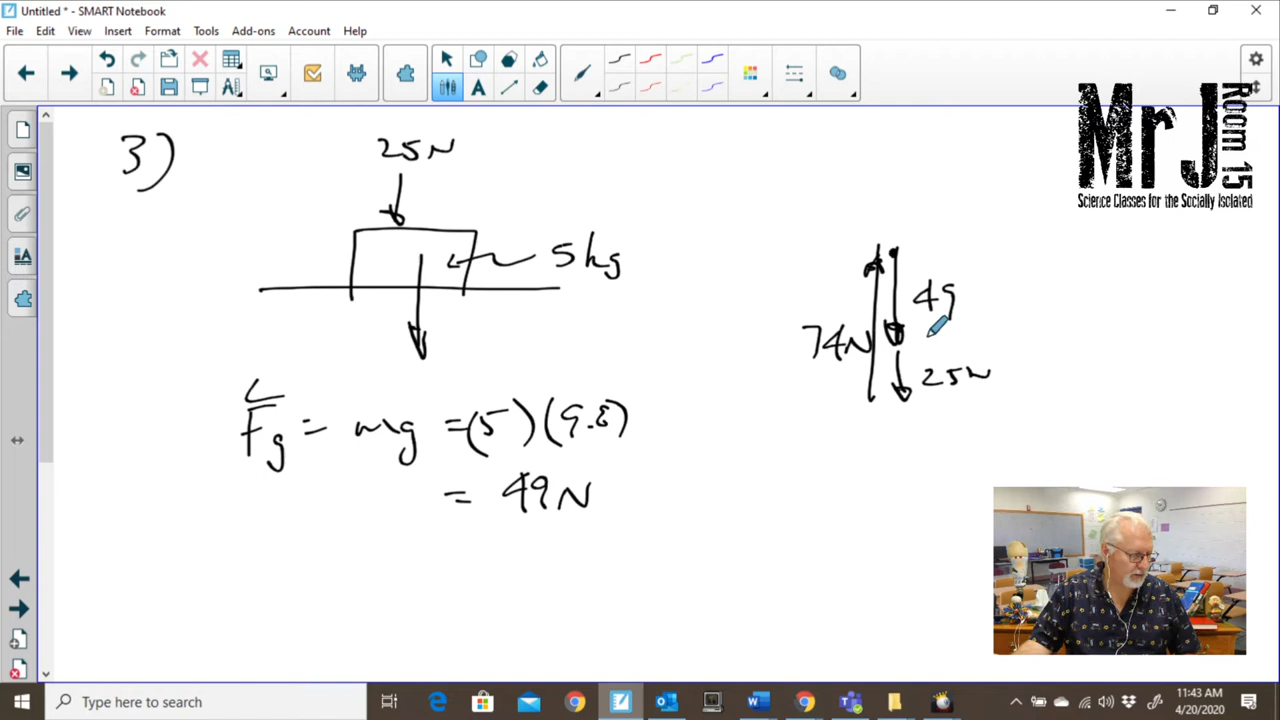 Untitled * - SMART Notebook
File Edit View Insert Format Tools Add-ons Account Help
Mr J Room 15
Science Classes for the Socially Isolated
3)
25N
5kg
49
74N
25N
Fg = mg = (5)(9.8)
= 49N
Type here to search
11:43 AM
4/20/2020